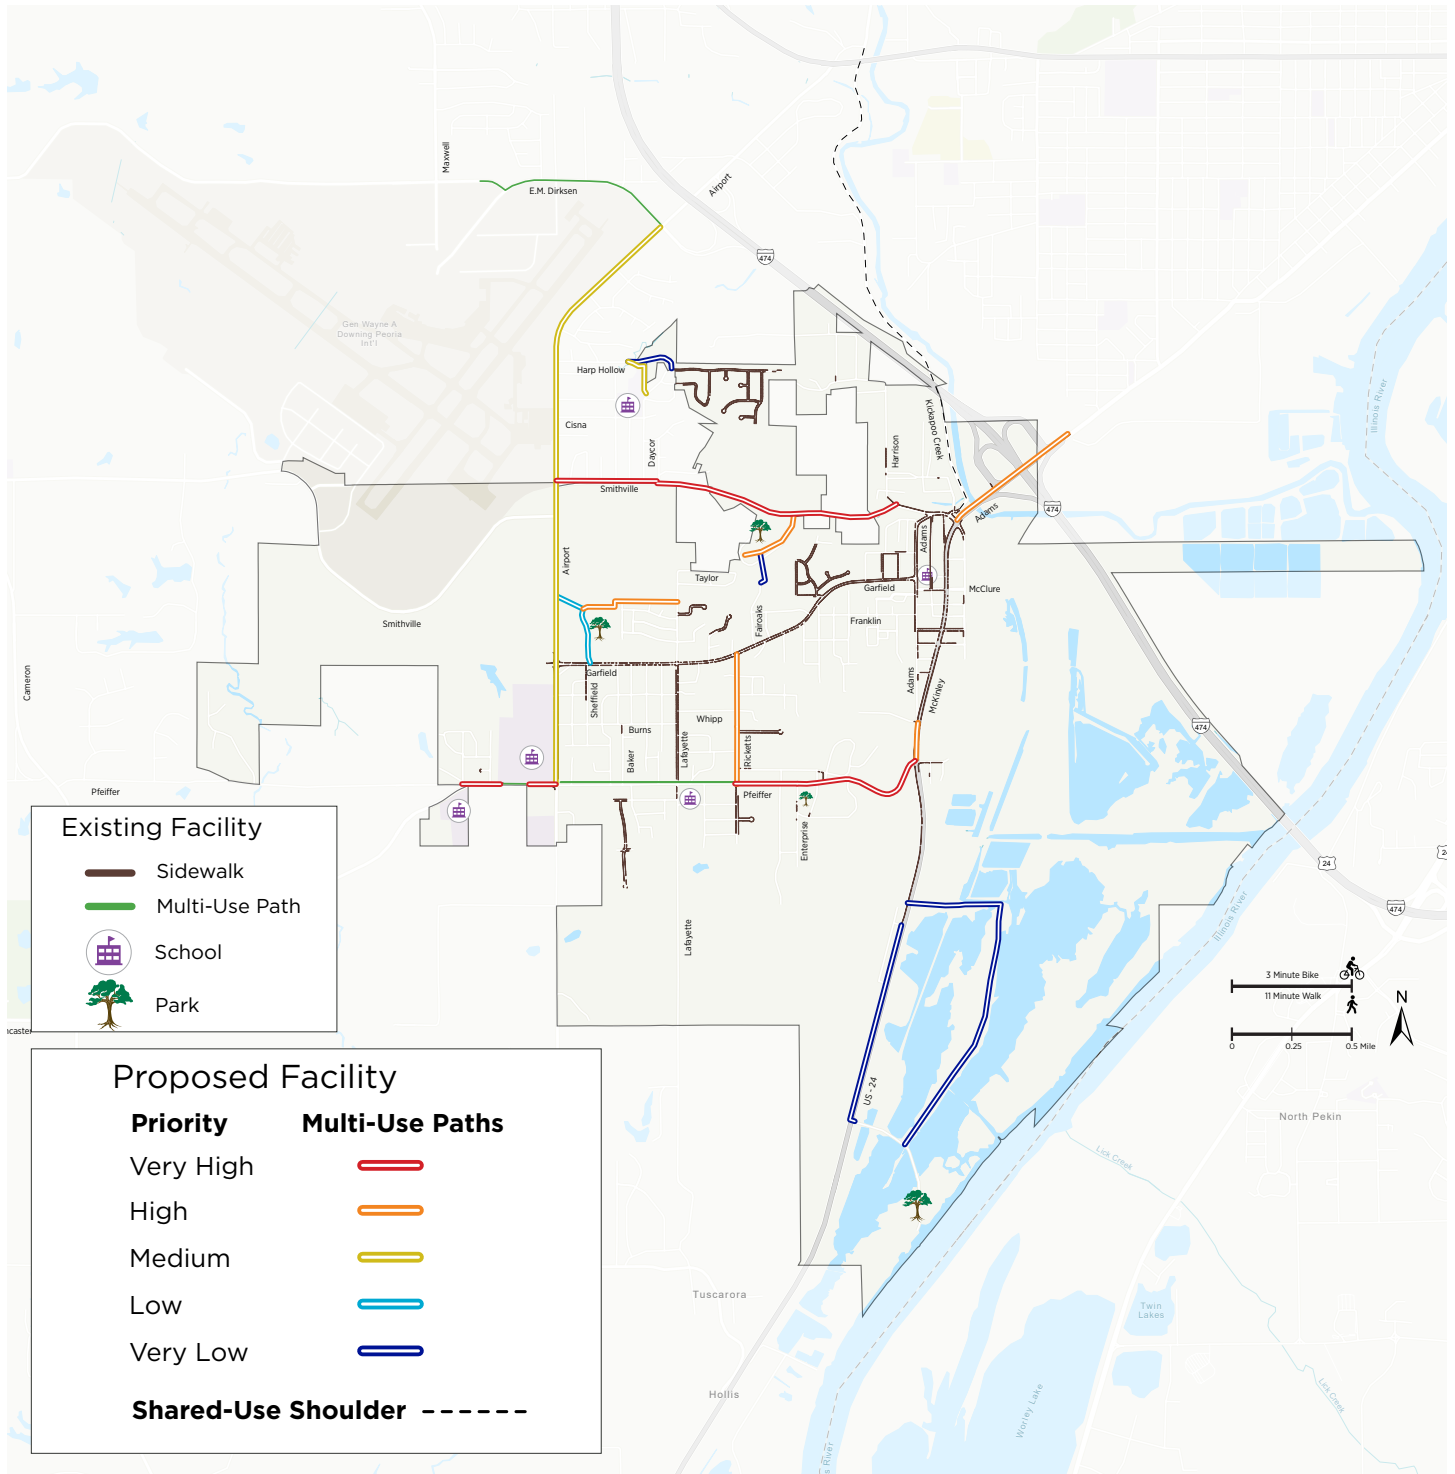 Maxwell
E.M. Dirksen
Airport
474
Gen Wayne A
Downing Peoria
Int'l
Illinois River
Harp Hollow
Cisna
Daycor
Harrison
Kickapoo Creek
Smithville
474
Adams
Adams
Airport
Taylor
Garfield
McClure
Smithville
Fairoaks
Franklin
Cameron
Garfield
Sheffield
Adams
McKinley
Whipp
Burns
474
Baker
Lafayette
Ricketts
Pfeiffer
Pfeiffer
Enterprise
24
24
474
Illinois River
Lafayette
ncaster
US - 24
Existing Facility
Sidewalk
Multi-Use Path
School
Park
3 Minute Bike
11 Minute Walk
N
0 0.25 0.5 Mile
Proposed Facility
Priority Multi-Use Paths
Very High
High
Medium
Low
Very Low
Shared-Use Shoulder
North Pekin
Lick Creek
Tuscarora
Twin
Lakes
Hollis
Worley Lake
Lick Creek
s River